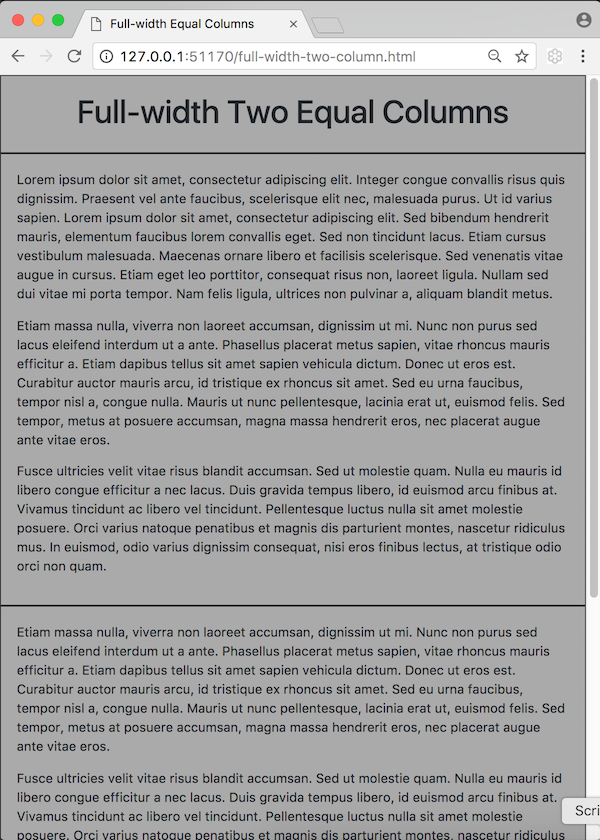 Full-width Equal Columns
127.0.0.1:51170/full-width-two-column.html
Full-width Two Equal Columns
Lorem ipsum dolor sit amet, consectetur adipiscing elit. Integer congue convallis risus quis
dignissim. Praesent vel ante faucibus, scelerisque elit nec, malesuada purus. Ut id varius
sapien. Lorem ipsum dolor sit amet, consectetur adipiscing elit. Sed bibendum hendrerit
mauris, elementum faucibus lorem convallis eget. Sed non tincidunt lacus. Etiam cursus
vestibulum malesuada. Maecenas ornare libero et facilisis scelerisque. Sed venenatis vitae
augue in cursus. Etiam eget leo porttitor, consequat risus non, laoreet ligula. Nullam sed
dui vitae mi porta tempor. Nam felis ligula, ultrices non pulvinar a, aliquam blandit metus.
Etiam massa nulla, viverra non laoreet accumsan, dignissim ut mi. Nunc non purus sed
lacus eleifend interdum ut a ante. Phasellus placerat metus sapien, vitae rhoncus mauris
efficitur a. Etiam dapibus tellus sit amet sapien vehicula dictum. Donec ut eros est.
Curabitur auctor mauris arcu, id tristique ex rhoncus sit amet. Sed eu urna faucibus,
tempor nisl a, congue nulla. Mauris ut nunc pellentesque, lacinia erat ut, euismod felis. Sed
tempor, metus at posuere accumsan, magna massa hendrerit eros, nec placerat augue
ante vitae eros.
Fusce ultricies velit vitae risus blandit accumsan. Sed ut molestie quam. Nulla eu mauris id
libero congue efficitur a nec lacus. Duis gravida tempus libero, id euismod arcu finibus at.
Vivamus tincidunt ac libero vel tincidunt. Pellentesque luctus nulla sit amet molestie
posuere. Orci varius natoque penatibus et magnis dis parturient montes, nascetur ridiculus
mus. In euismod, odio varius dignissim consequat, nisi eros finibus lectus, at tristique odio
orci non quam.
Etiam massa nulla, viverra non laoreet accumsan, dignissim ut mi. Nunc non purus sed
lacus eleifend interdum ut a ante. Phasellus placerat metus sapien, vitae rhoncus mauris
efficitur a. Etiam dapibus tellus sit amet sapien vehicula dictum. Donec ut eros est.
Curabitur auctor mauris arcu, id tristique ex rhoncus sit amet. Sed eu urna faucibus,
tempor nisl a, congue nulla. Mauris ut nunc pellentesque, lacinia erat ut, euismod felis. Sed
tempor, metus at posuere accumsan, magna massa hendrerit eros, nec placerat augue
ante vitae eros.
Fusce ultricies velit vitae risus blandit accumsan. Sed ut molestie quam. Nulla eu mauris id
libero congue efficitur a nec lacus. Duis gravida tempus libero, id euismod arcu finibus at.
Vivamus tincidunt ac libero vel tincidunt. Pellentesque luctus nulla sit amet molestie
Scri
posuere. Orci varius natoque penatibus et magnis dis parturient montes, nascetur ridiculus